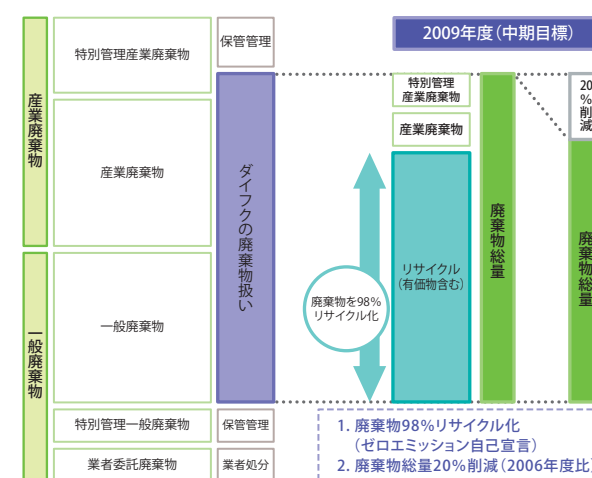 産業廃棄物
特別管理産業廃棄物
産業廃棄物
一般廃棄物
一般廃棄物
特別管理一般廃棄物
業者委託廃棄物
保管管理
ダイフクの廃棄物扱い
保管管理
業者処分
2009年度(中期目標)
特別管理
産業廃棄物
産業廃棄物
廃棄物を98%
リサイクル化
リサイクル
(有価物含む)
廃棄物総量
20
%
削
減
廃棄物総量
1. 廃棄物98%リサイクル化
(ゼロエミッション自己宣言)
2. 廃棄物総量20%削減(2006年度比)